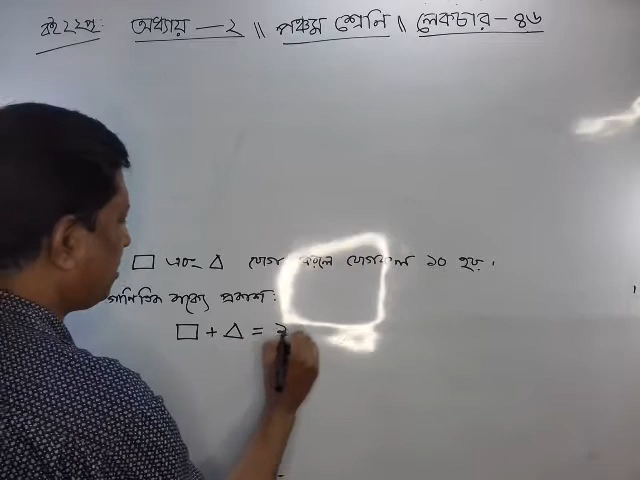 অধ্যায় — ২ || পঞ্চম শ্রেনি || লেকচার - ৪৬
□ এবং △ যোগ করলে যোগফল ১০ হয়।
গাণিতিক বাক্যে প্রকাশ:
□ + △ =